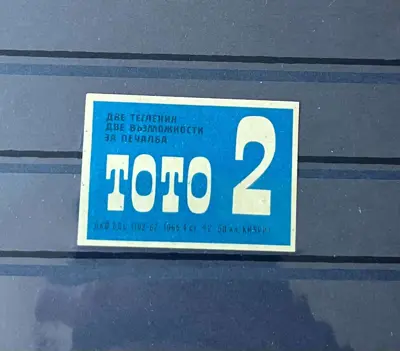 ДВЕ ТЕГЛЕНИЯ
ДВЕ ВЪЗМОЖНОСТИ
ЗА ПЕЧАЛБА
ТОТО 2